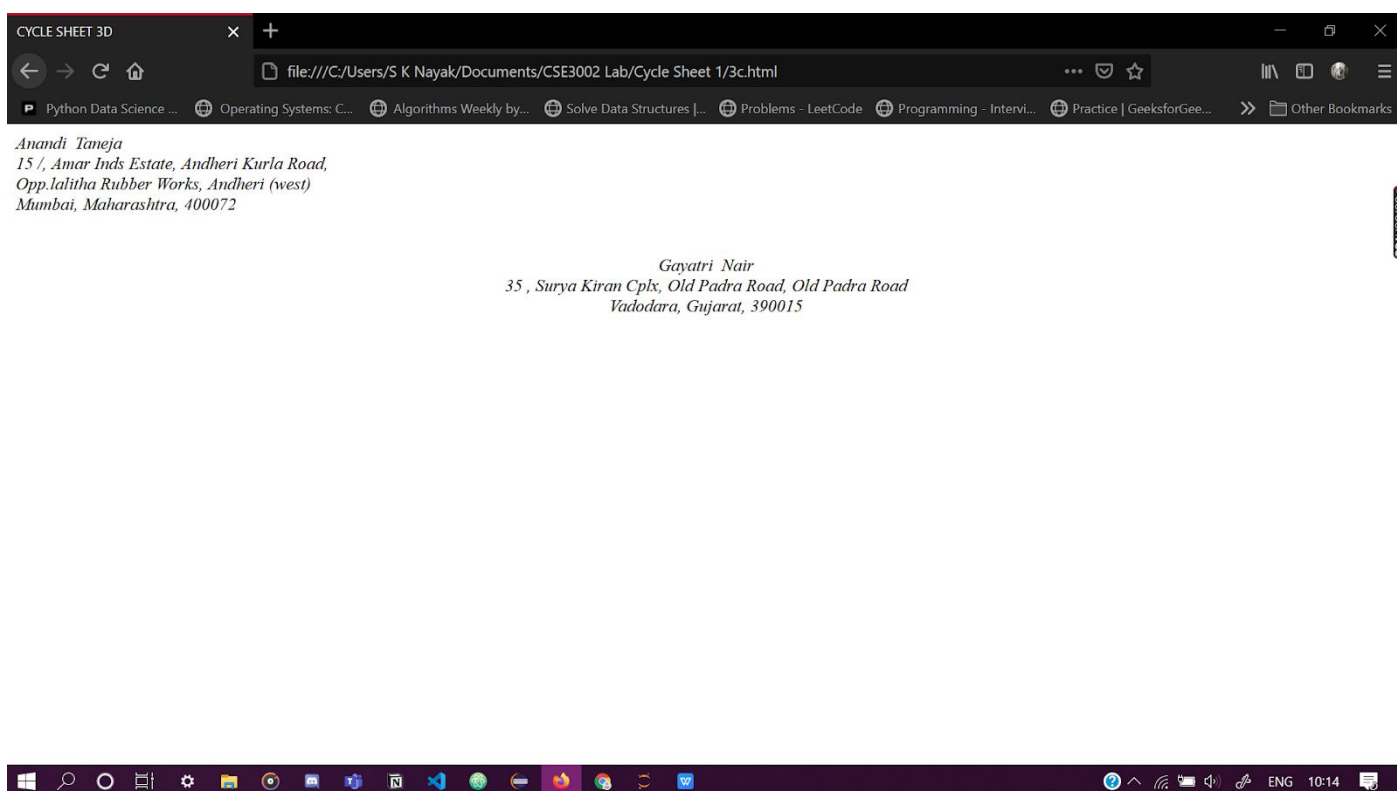 CYCLE SHEET 3D
file:///C:/Users/S K Nayak/Documents/CSE3002 Lab/Cycle Sheet 1/3c.html
Python Data Science ... Operating Systems: C... Algorithms Weekly by... Solve Data Structures |... Problems - LeetCode Programming - Intervi... Practice | GeeksforGee... Other Bookmarks
Anandi Taneja
15 /, Amar Inds Estate, Andheri Kurla Road,
Opp.lalitha Rubber Works, Andheri (west)
Mumbai, Maharashtra, 400072
Gayatri Nair
35 , Surya Kiran Cplx, Old Padra Road, Old Padra Road
Vadodara, Gujarat, 390015
ENG 10:14